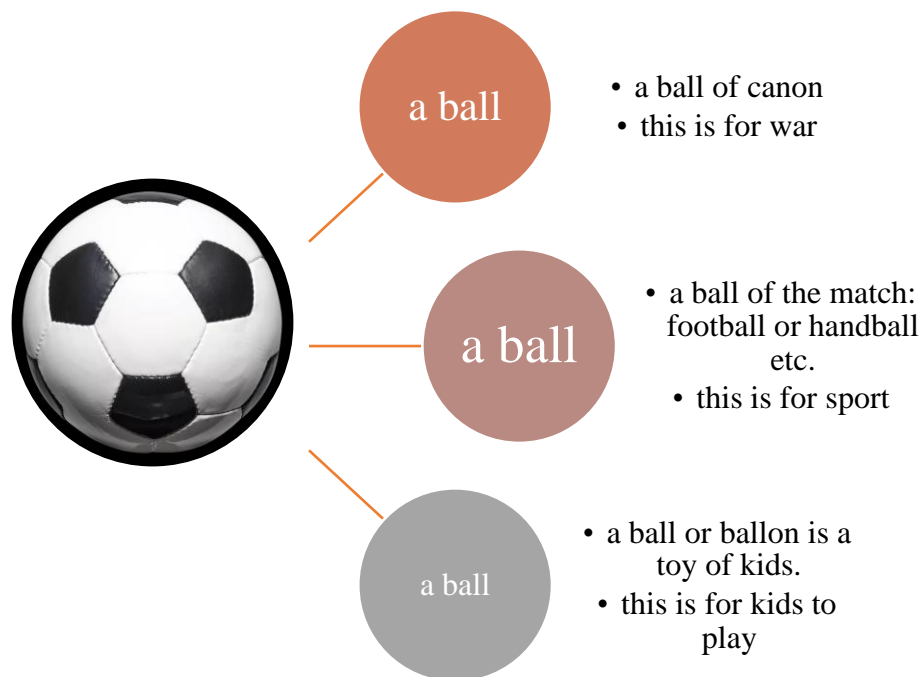 a ball
• a ball of canon
• this is for war
a ball
• a ball of the match:
football or handball
etc.
• this is for sport
a ball
• a ball or ballon is a
toy of kids.
• this is for kids to
play